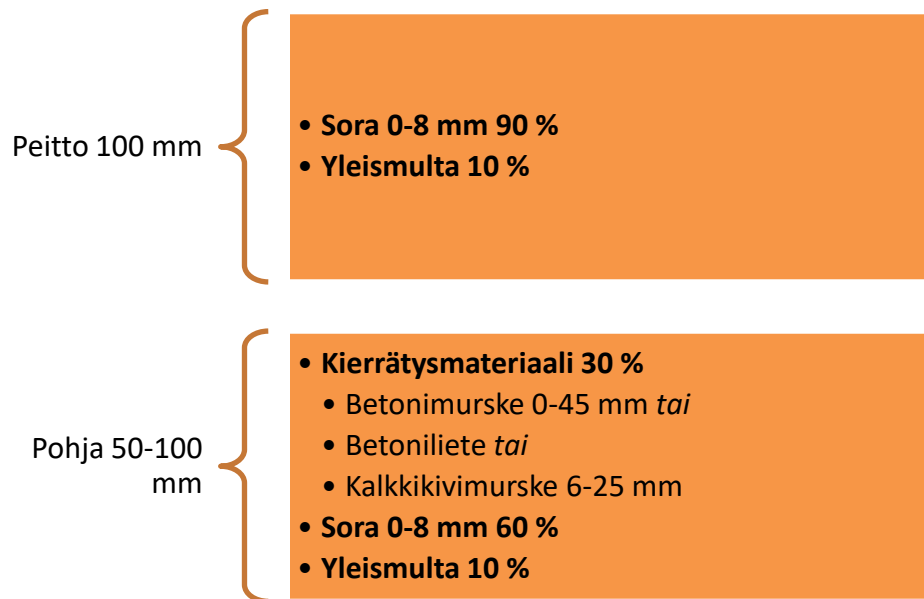 Peitto 100 mm
• Sora 0-8 mm 90 %
• Yleismulta 10 %
Pohja 50-100
mm
• Kierrätysmateriaali 30 %
• Betonimurske 0-45 mm tai
• Betoniliete tai
• Kalkkikivimurske 6-25 mm
• Sora 0-8 mm 60 %
• Yleismulta 10 %